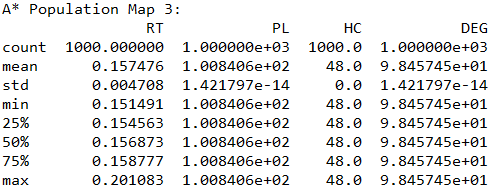 A* Population Map 3:
RT PL HC DEG
count 1000.000000 1.000000e+03 1000.0 1.000000e+03
mean 0.157476 1.008406e+02 48.0 9.845745e+01
std 0.004708 1.421797e-14 0.0 1.421797e-14
min 0.151491 1.008406e+02 48.0 9.845745e+01
25% 0.154563 1.008406e+02 48.0 9.845745e+01
50% 0.156873 1.008406e+02 48.0 9.845745e+01
75% 0.158777 1.008406e+02 48.0 9.845745e+01
max 0.201083 1.008406e+02 48.0 9.845745e+01